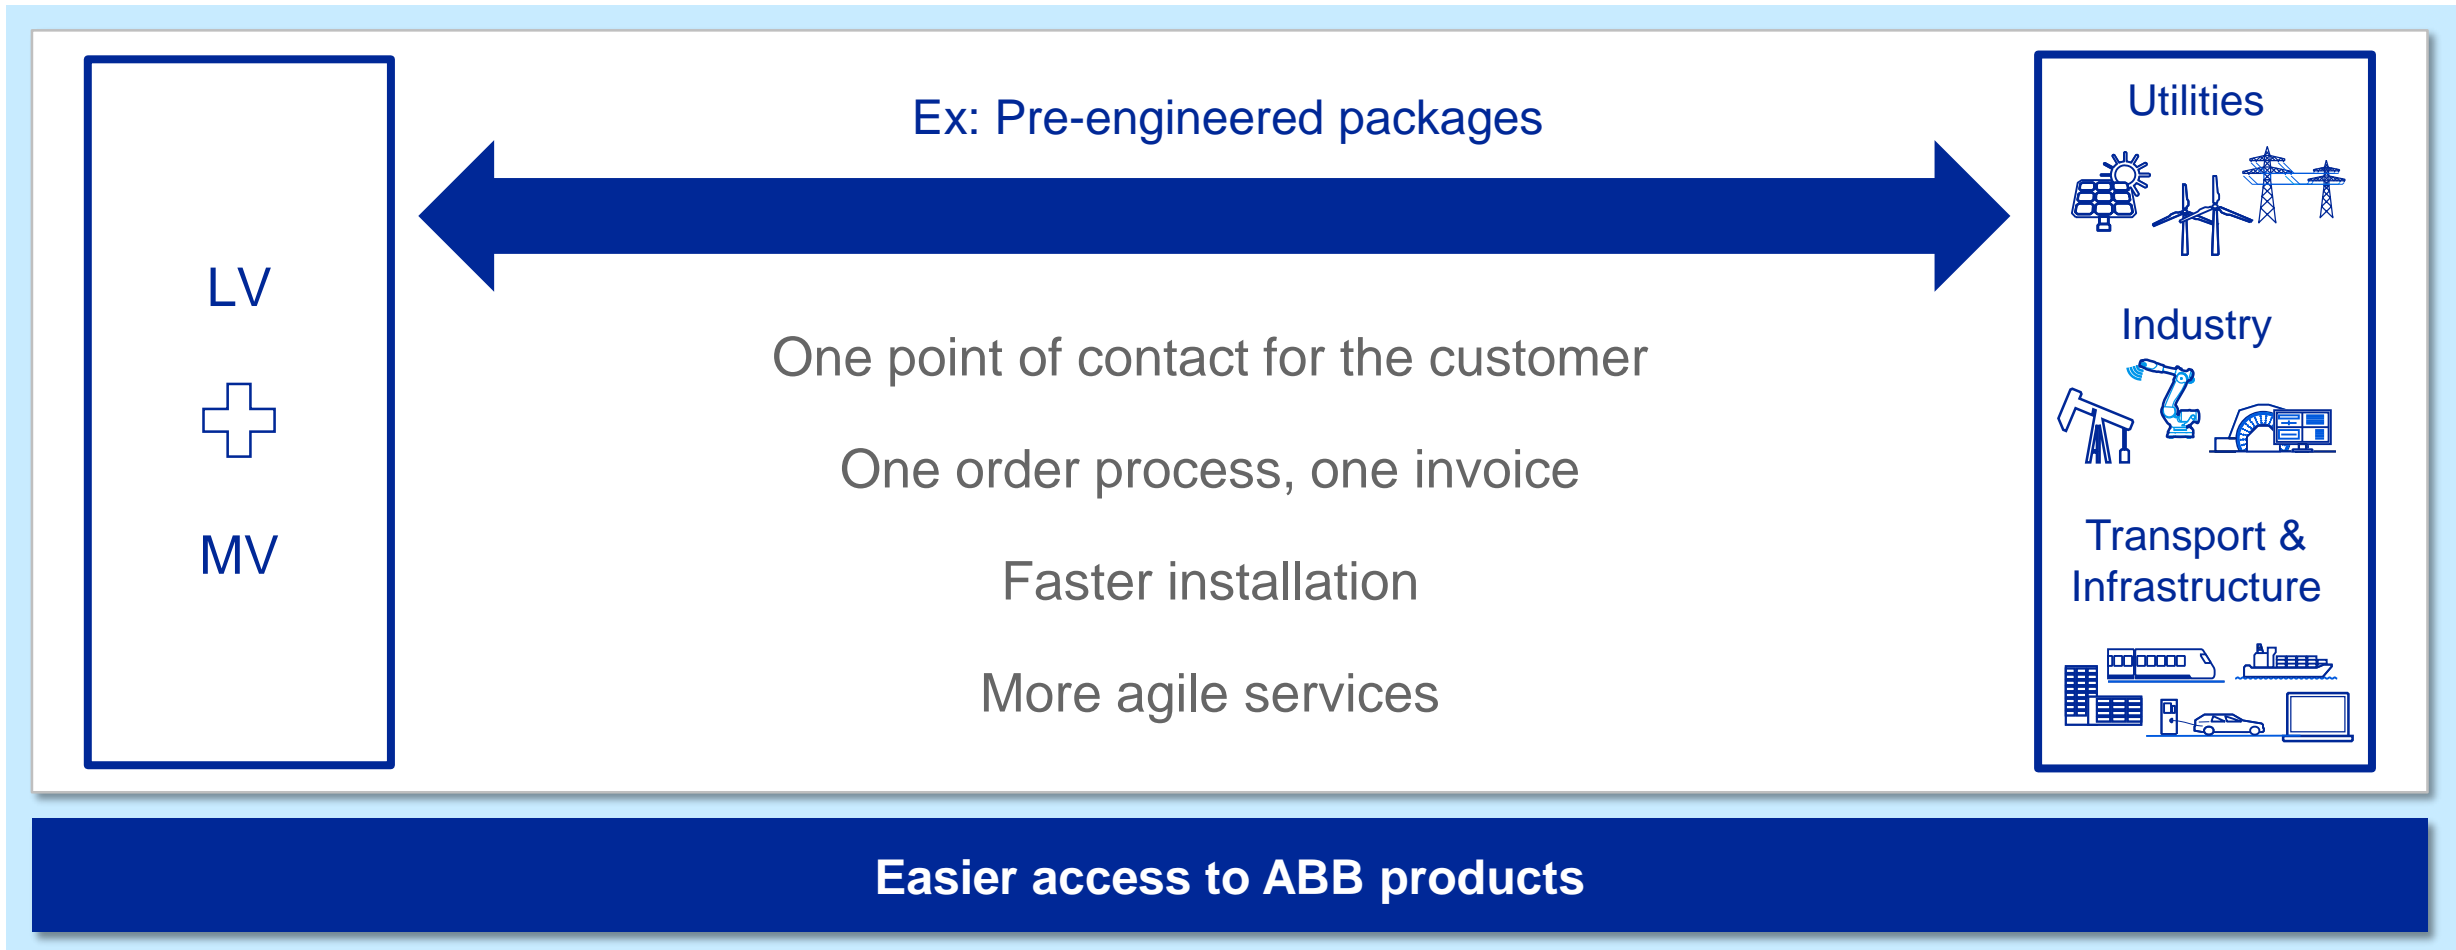 LV
MV
Ex: Pre-engineered packages
One point of contact for the customer
One order process, one invoice
Faster installation
More agile services
Utilities
Industry
Transport &
Infrastructure
Easier access to ABB products